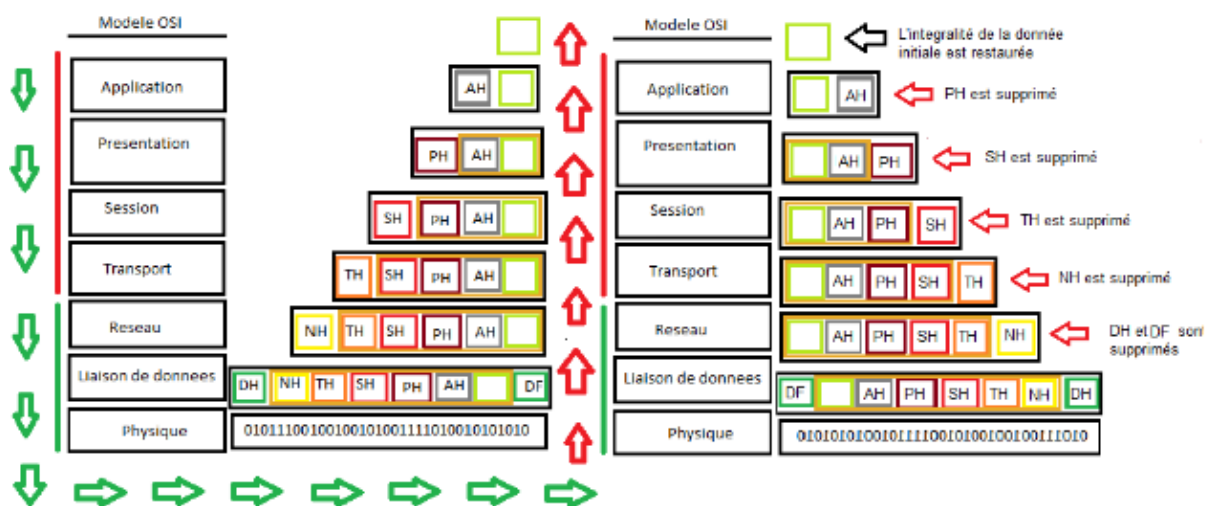 Modele OSI
Application
AH
Presentation
PH AH
Session
SH PH AH
Transport
TH SH PH AH
Reseau
NH TH SH PH AH
Liaison de donnees
DH NH TH SH PH AH DF
Physique
01011100100100101001111010010101010
Modele OSI
L'integralité de la donnée
initiale est restaurée
Application
AH
PH est supprimé
Presentation
AH PH
SH est supprimé
Session
AH PH SH
TH est supprimé
Transport
AH PH SH TH
NH est supprimé
Reseau
AH PH SH TH NH
DH et DF sont
supprimés
Liaison de donnees
DF AH PH SH TH NH DH
Physique
01010101001011110010100100100111010